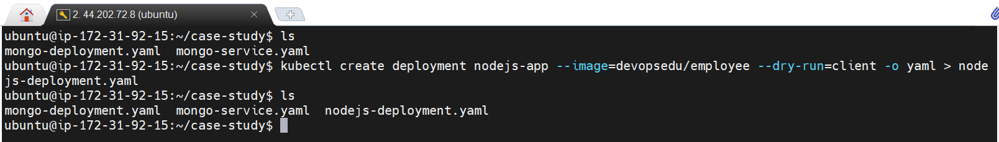 2. 44.202.72.8 (ubuntu)
ubuntu@ip-172-31-92-15:~/case-study$ ls
mongo-deployment.yaml  mongo-service.yaml
ubuntu@ip-172-31-92-15:~/case-study$ kubectl create deployment nodejs-app --image=devopsedu/employee --dry-run=client -o yaml > node
js-deployment.yaml
ubuntu@ip-172-31-92-15:~/case-study$ ls
mongo-deployment.yaml  mongo-service.yaml  nodejs-deployment.yaml
ubuntu@ip-172-31-92-15:~/case-study$